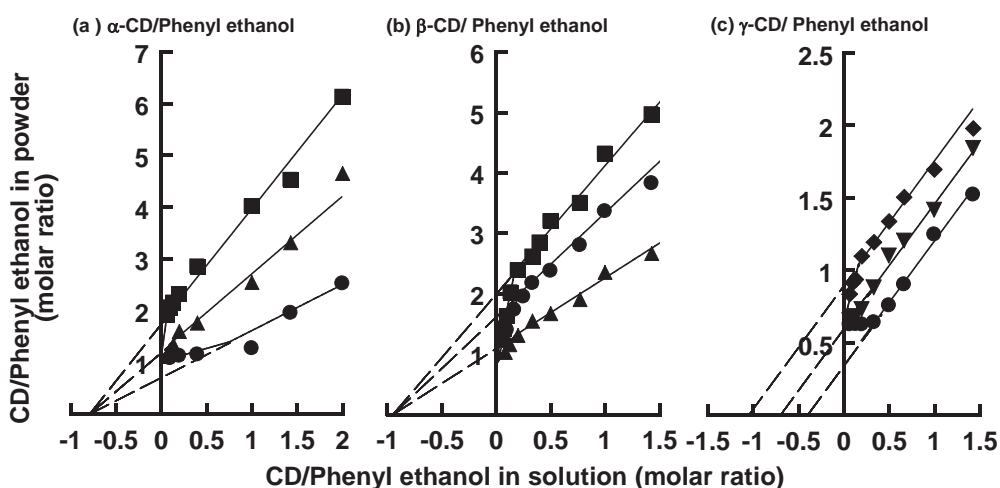 (a ) α-CD/Phenyl ethanol
(b) β-CD/ Phenyl ethanol
(c) γ-CD/ Phenyl ethanol
CD/Phenyl ethanol in powder
(molar ratio)
7
6
5
4
3
2
1
-1 -0.5 0 0.5 1 1.5 2
6
5
4
3
2
1
-1 -0.5 0 0.5 1 1.5
2.5
2
1.5
1
0.5
-1.5 -1 -0.5 0 0.5 1 1.5
CD/Phenyl ethanol in solution (molar ratio)